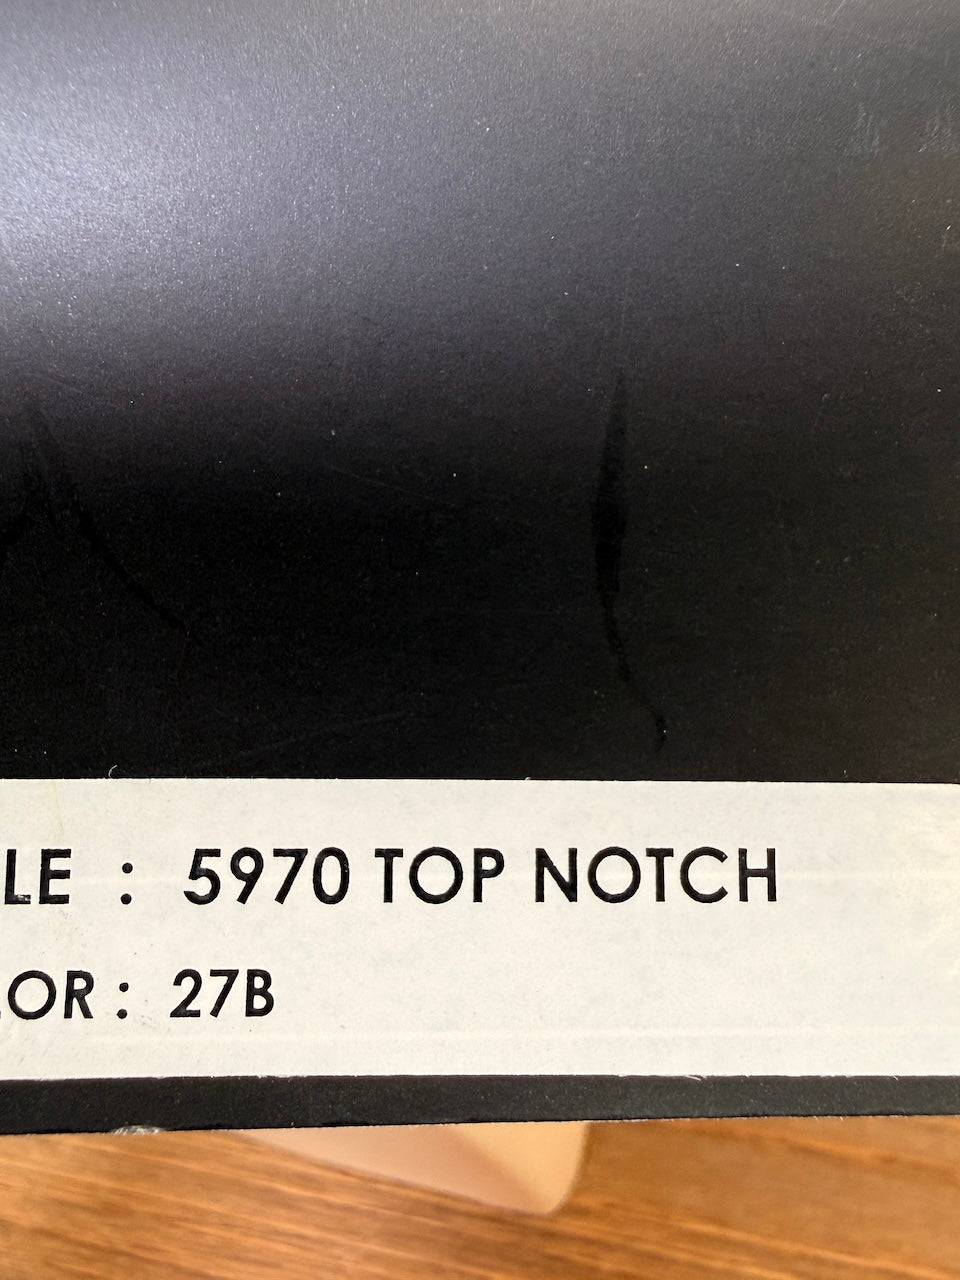 LE : 5970 TOP NOTCH
OR : 27B